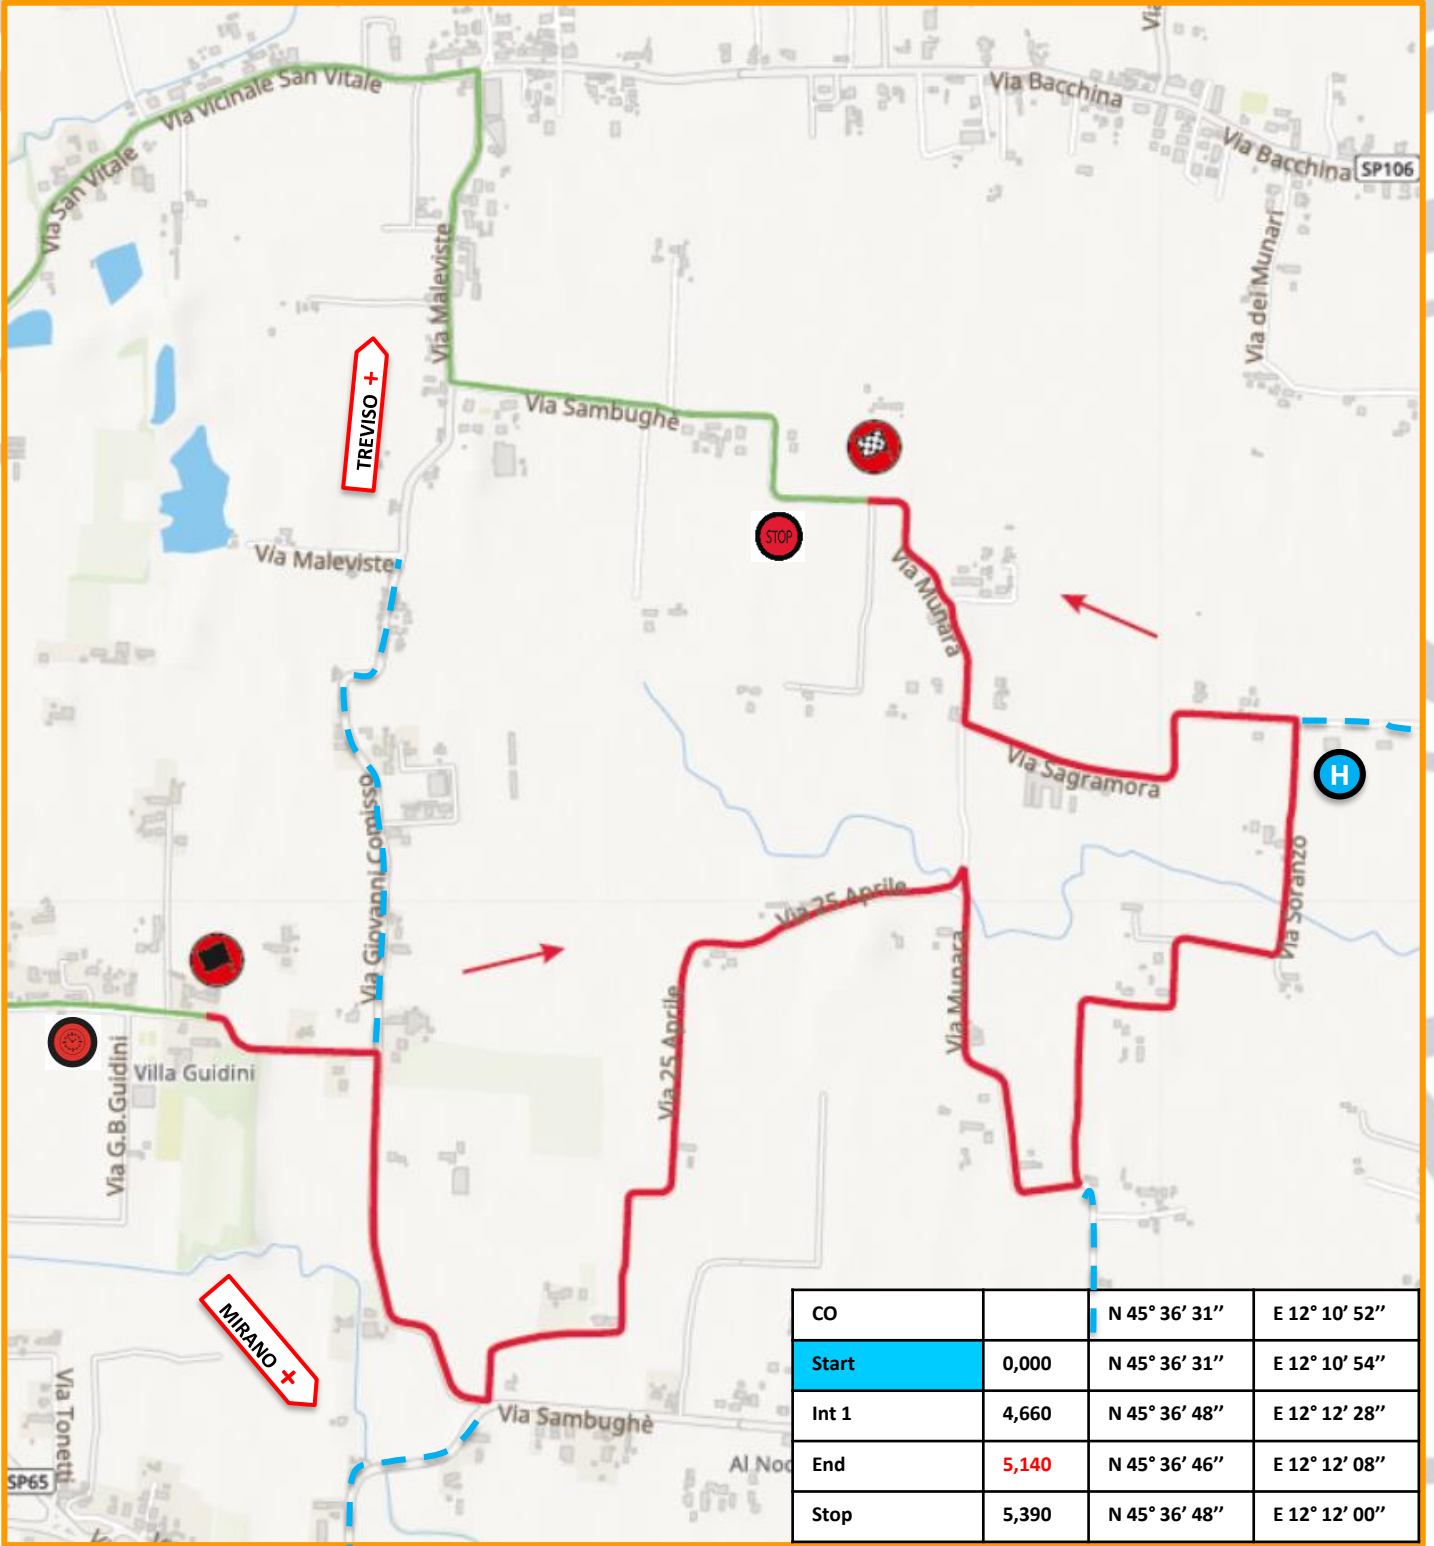 Via
Via Vicinale San Vitale
Via Bacchina
Via Bacchina
SP106
Via San Vitale
Via Maleviste
Via dei Munari
TREVISO +
Via Sambughè
STOP
Via Maleviste
Via Munara
Via Sagramora
H
Via Giovanni Comisso
Via 25 Aprile
Via Soranzo
Via Munara
Via 25 Aprile
Villa Guidini
Via G.B.Guidini
MIRANO +
Via Sambughè
Via Tonetti
SP65
Al Noc
CO N 45° 36’ 31’’ E 12° 10’ 52’’
Start 0,000 N 45° 36’ 31’’ E 12° 10’ 54’’
Int 1 4,660 N 45° 36’ 48’’ E 12° 12’ 28’’
End 5,140 N 45° 36’ 46’’ E 12° 12’ 08’’
Stop 5,390 N 45° 36’ 48’’ E 12° 12’ 00’’